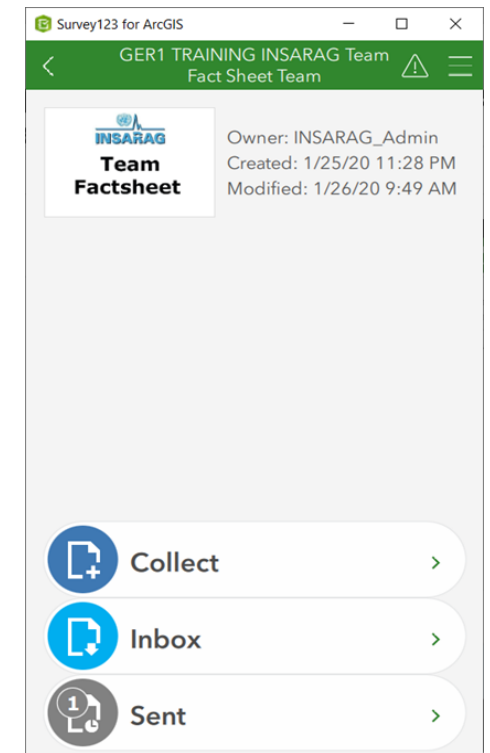 Survey123 for ArcGIS
GER1 TRAINING INSARAG Team
Fact Sheet Team
INSARAG
Team
Factsheet
Owner: INSARAG_Admin
Created: 1/25/20 11:28 PM
Modified: 1/26/20 9:49 AM
Collect
Inbox
1
Sent